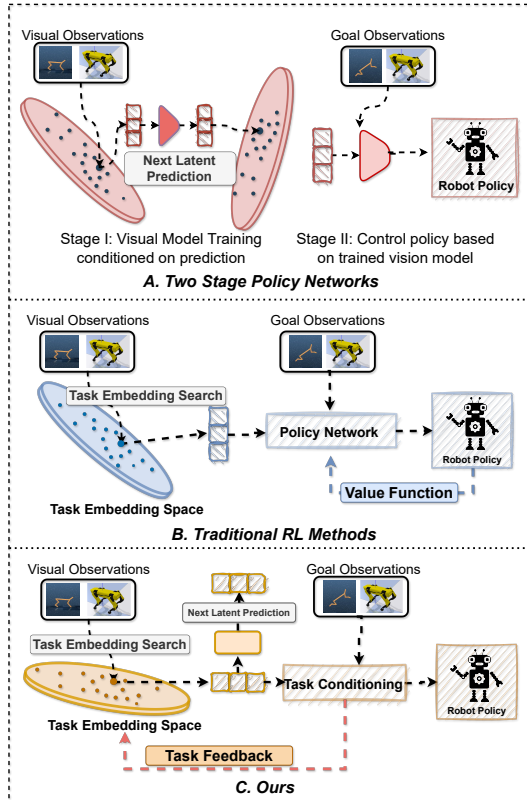 Visual Observations
Goal Observations
Next Latent
Prediction
Robot Policy
Stage I: Visual Model Training
conditioned on prediction
Stage II: Control policy based
on trained vision model
A. Two Stage Policy Networks
Visual Observations
Goal Observations
Task Embedding Search
Policy Network
Robot Policy
Value Function
Task Embedding Space
B. Traditional RL Methods
Visual Observations
Goal Observations
Next Latent Prediction
Task Embedding Search
Task Conditioning
Robot Policy
Task Embedding Space
Task Feedback
C. Ours